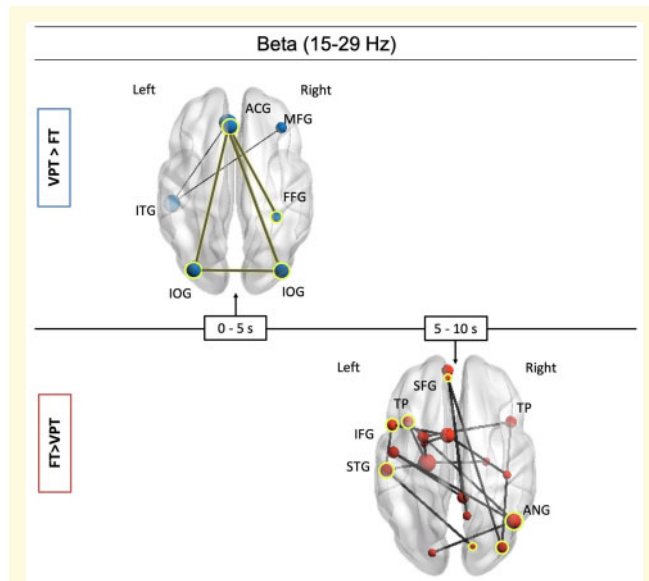 Beta (15-29 Hz)
Left
Right
ACG
MFG
VPT > FT
FFG
ITG
IOG
IOG
0 - 5 s
5 - 10 s
Left
Right
SFG
TP
TP
IFG
FT>VPT
STG
ANG